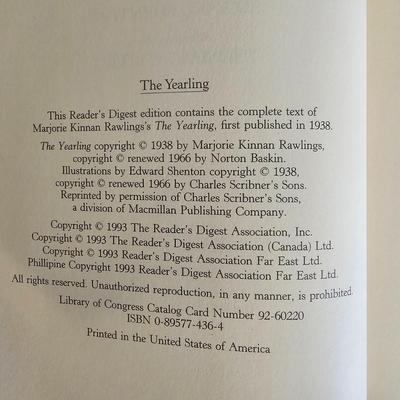 The Yearling
This Reader's Digest edition contains the complete text of
Marjorie Kinnan Rawlings's The Yearling, first published in 1938.
The Yearling copyright © 1938 by Marjorie Kinnan Rawlings,
copyright © renewed 1966 by Norton Baskin.
Illustrations by Edward Shenton copyright © 1938,
copyright © renewed 1966 by Charles Scribner's Sons.
Reprinted by permission of Charles Scribner's Sons,
a division of Macmillan Publishing Company.
Copyright © 1993 The Reader's Digest Association, Inc.
Copyright © 1993 The Reader's Digest Association (Canada) Ltd.
Copyright © 1993 Reader's Digest Association Far East Ltd.
Phillipine Copyright 1993 Reader's Digest Association Far East Ltd.
All rights reserved. Unauthorized reproduction, in any manner, is prohibited.
Library of Congress Catalog Card Number 92-60220
ISBN 0-89577-436-4
Printed in the United States of America